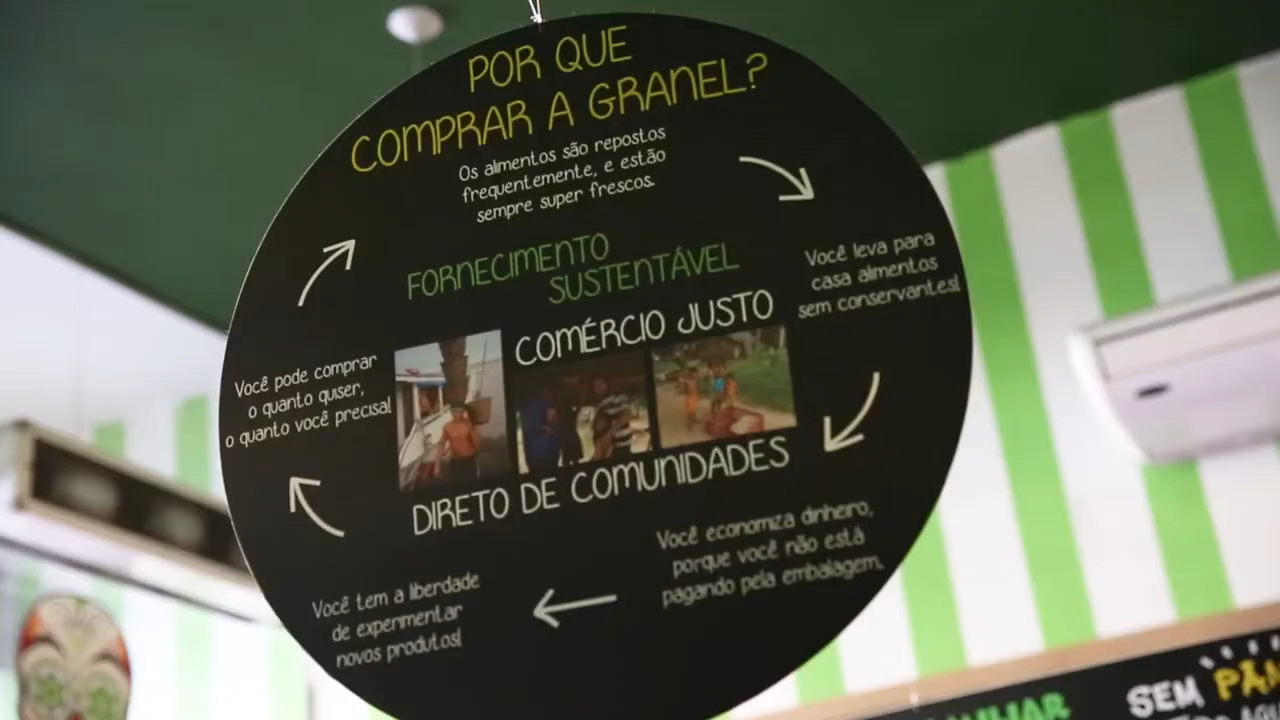 POR QUE
COMPRAR A GRANEL?
Os alimentos são repostos
frequentemente, e estão
sempre super frescos.
Você leva para
casa alimentos
sem conservantes!
FORNECIMENTO
SUSTENTÁVEL
COMÉRCIO JUSTO
DIRETO DE COMUNIDADES
Você economiza dinheiro,
porque você não está
pagando pela embalagem.
Você tem a liberdade
de experimentar
novos produtos!
Você pode comprar
o quanto quiser,
o quanto você precisa!
SEM